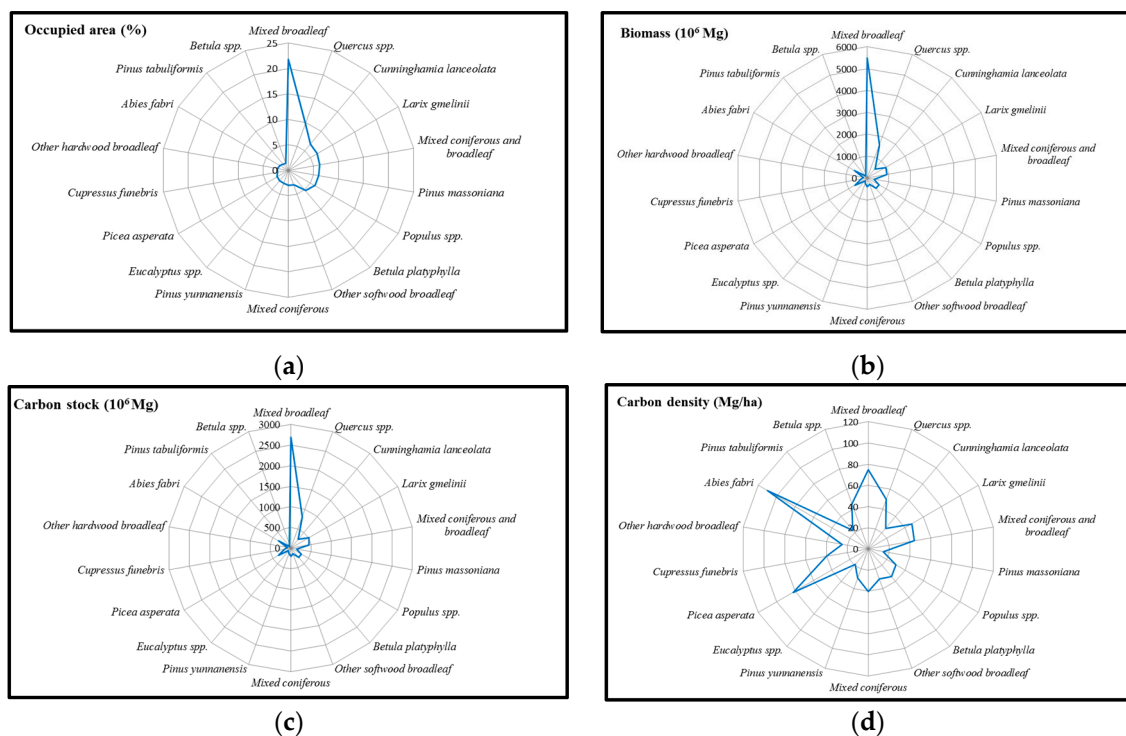 Occupied area (%)
Mixed broadleaf
Betula spp.
Quercus spp.
Pinus tabuliformis
Cunninghamia lanceolata
Abies fabri
Larix gmelinii
Other hardwood broadleaf
Mixed coniferous and
broadleaf
Cupressus funebris
Pinus massoniana
Picea asperata
Populus spp.
Eucalyptus spp.
Betula platyphylla
Pinus yunnanensis
Other softwood broadleaf
Mixed coniferous
25
20
15
10
5
0
(a)
Biomass (10⁶ Mg)
Mixed broadleaf
Betula spp.
Quercus spp.
Pinus tabuliformis
Cunninghamia lanceolata
Abies fabri
Larix gmelinii
Other hardwood broadleaf
Mixed coniferous and
broadleaf
Cupressus funebris
Pinus massoniana
Picea asperata
Populus spp.
Eucalyptus spp.
Betula platyphylla
Pinus yunnanensis
Other softwood broadleaf
Mixed coniferous
6000
5000
4000
3000
2000
1000
0
(b)
Carbon stock (10⁶ Mg)
Mixed broadleaf
Betula spp.
Quercus spp.
Pinus tabuliformis
Cunninghamia lanceolata
Abies fabri
Larix gmelinii
Other hardwood broadleaf
Mixed coniferous and
broadleaf
Cupressus funebris
Pinus massoniana
Picea asperata
Populus spp.
Eucalyptus spp.
Betula platyphylla
Pinus yunnanensis
Other softwood broadleaf
Mixed coniferous
3000
2500
2000
1500
1000
500
0
(c)
Carbon density (Mg/ha)
Mixed broadleaf
Betula spp.
Quercus spp.
Pinus tabuliformis
Cunninghamia lanceolata
Abies fabri
Larix gmelinii
Other hardwood broadleaf
Mixed coniferous and
broadleaf
Cupressus funebris
Pinus massoniana
Picea asperata
Populus spp.
Eucalyptus spp.
Betula platyphylla
Pinus yunnanensis
Other softwood broadleaf
Mixed coniferous
120
100
80
60
40
20
0
(d)